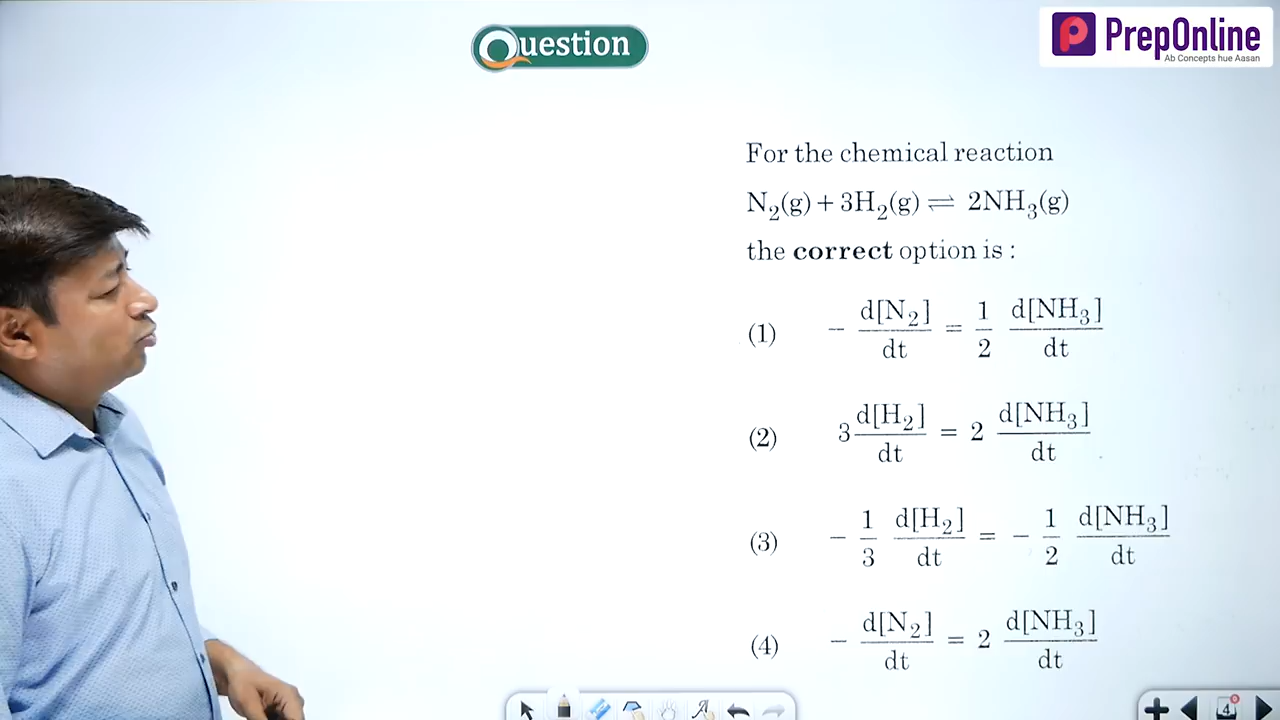 Question
PrepOnline
Ab Concepts hue Aasan
For the chemical reaction
N₂(g) + 3H₂(g) ⇌ 2NH₃(g)
the correct option is :
(1) − d[N₂]/dt = 1/2 d[NH₃]/dt
(2) 3 d[H₂]/dt = 2 d[NH₃]/dt
(3) − 1/3 d[H₂]/dt = − 1/2 d[NH₃]/dt
(4) − d[N₂]/dt = 2 d[NH₃]/dt
4